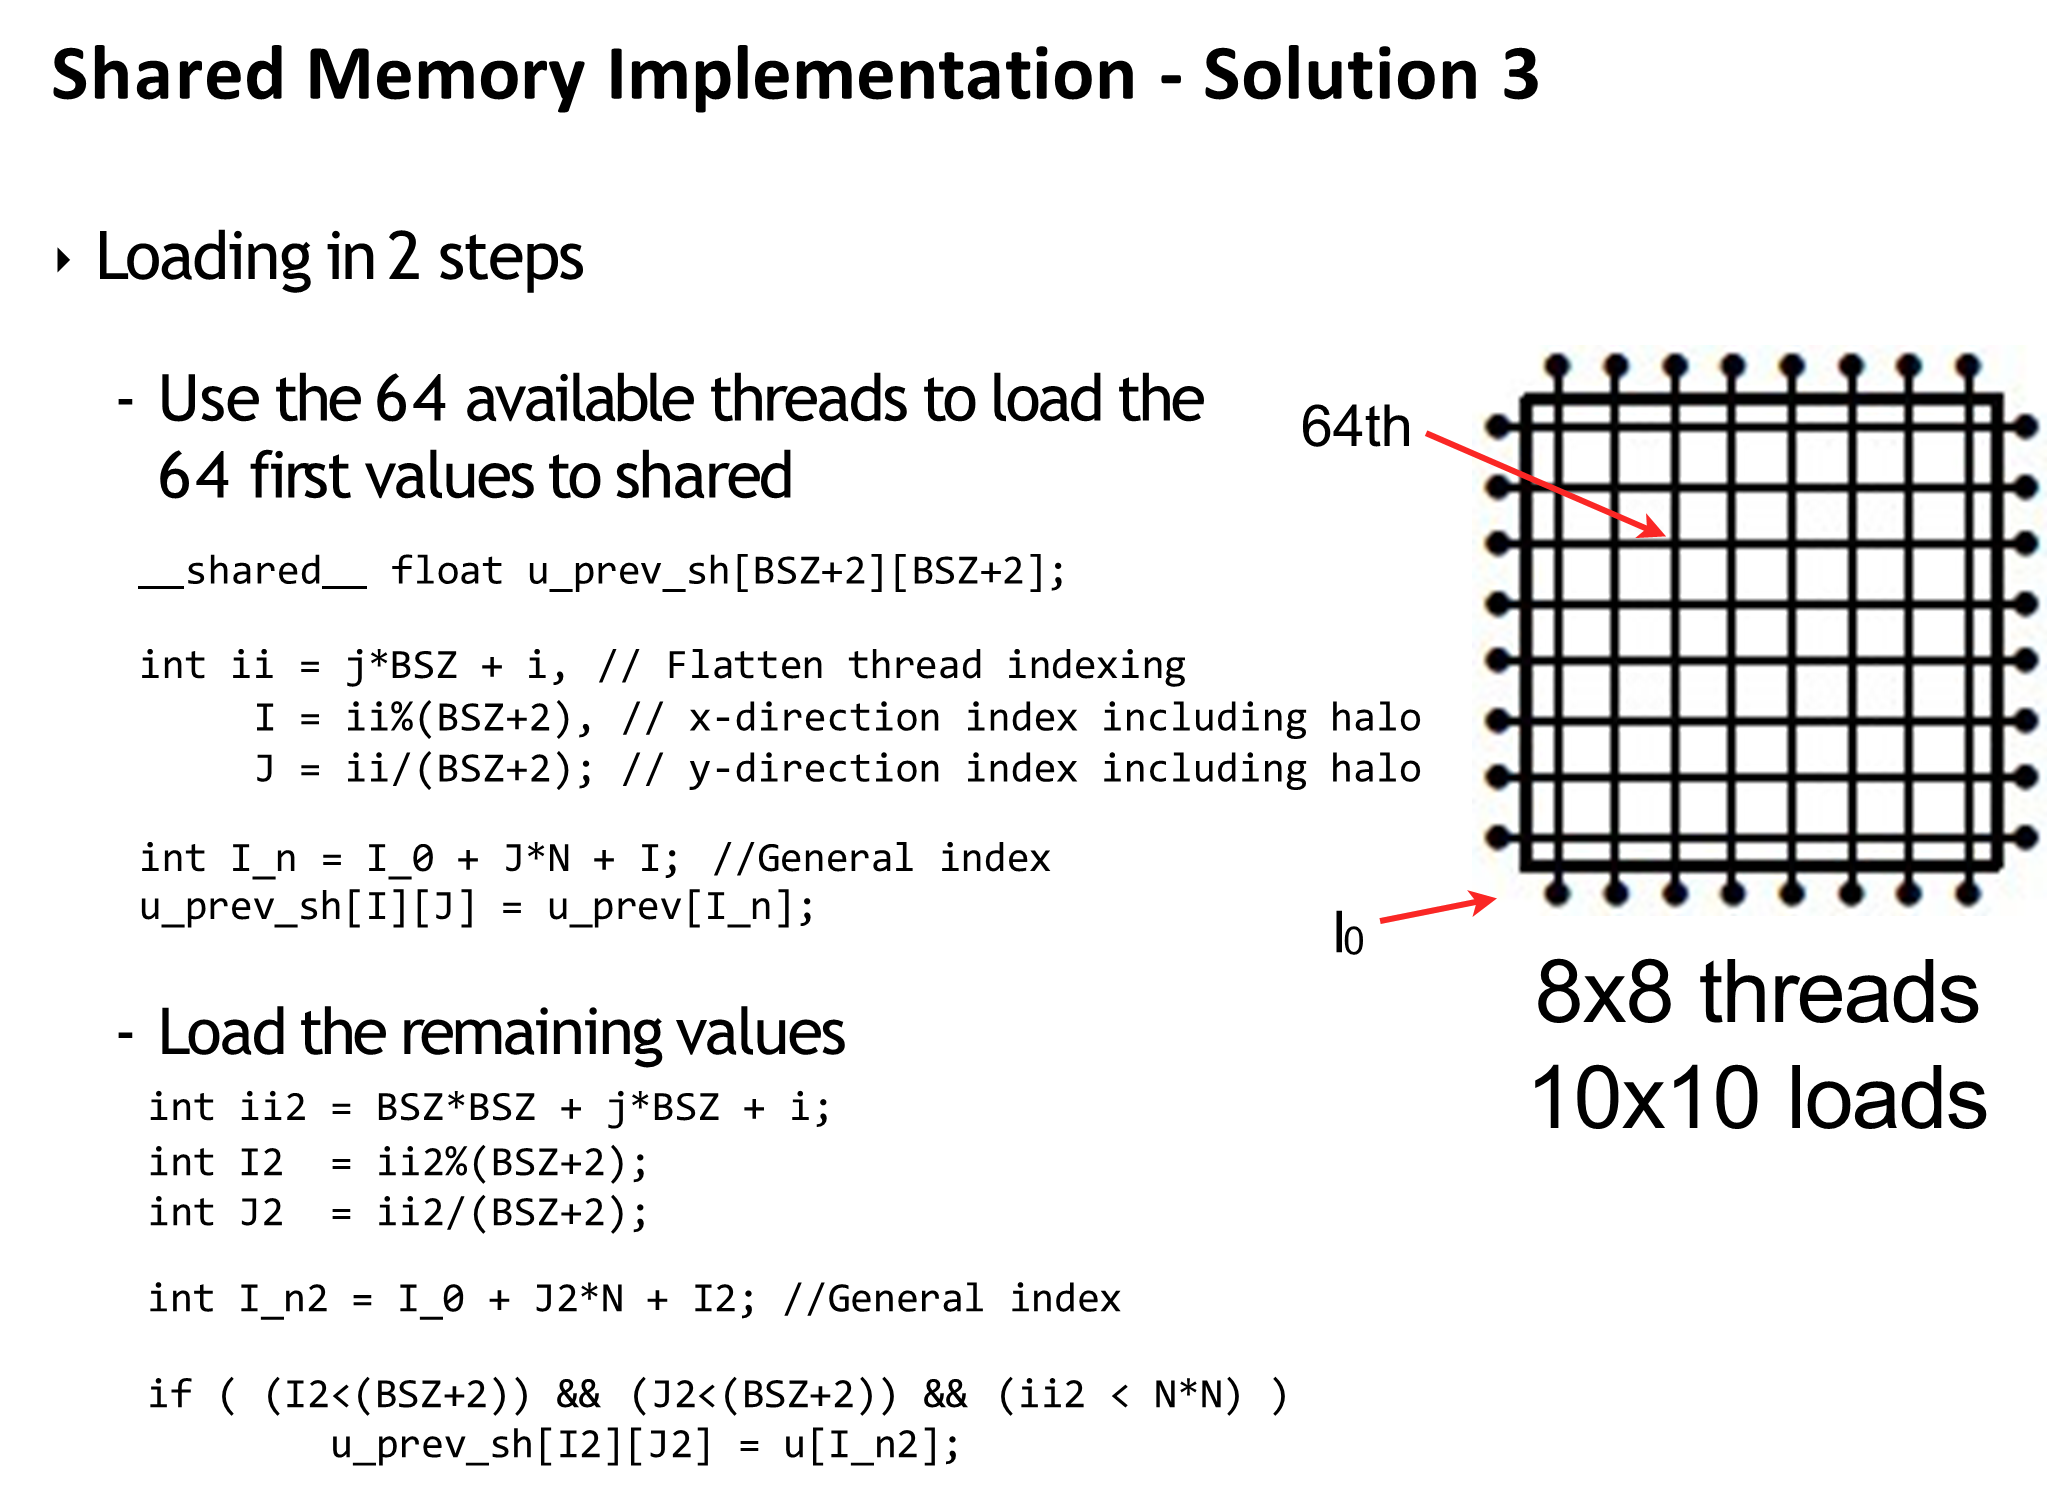 Shared Memory Implementation - Solution 3
‣ Loading in 2 steps
- Use the 64 available threads to load the
64 first values to shared
__shared__ float u_prev_sh[BSZ+2][BSZ+2];
int ii = j*BSZ + i, // Flatten thread indexing
I = ii%(BSZ+2), // x-direction index including halo
J = ii/(BSZ+2); // y-direction index including halo
int I_n = I_0 + J*N + I; //General index
u_prev_sh[I][J] = u_prev[I_n];
- Load the remaining values
int ii2 = BSZ*BSZ + j*BSZ + i;
int I2 = ii2%(BSZ+2);
int J2 = ii2/(BSZ+2);
int I_n2 = I_0 + J2*N + I2; //General index
if ( (I2<(BSZ+2)) && (J2<(BSZ+2)) && (ii2 < N*N) )
u_prev_sh[I2][J2] = u[I_n2];
64th
I₀
8x8 threads
10x10 loads